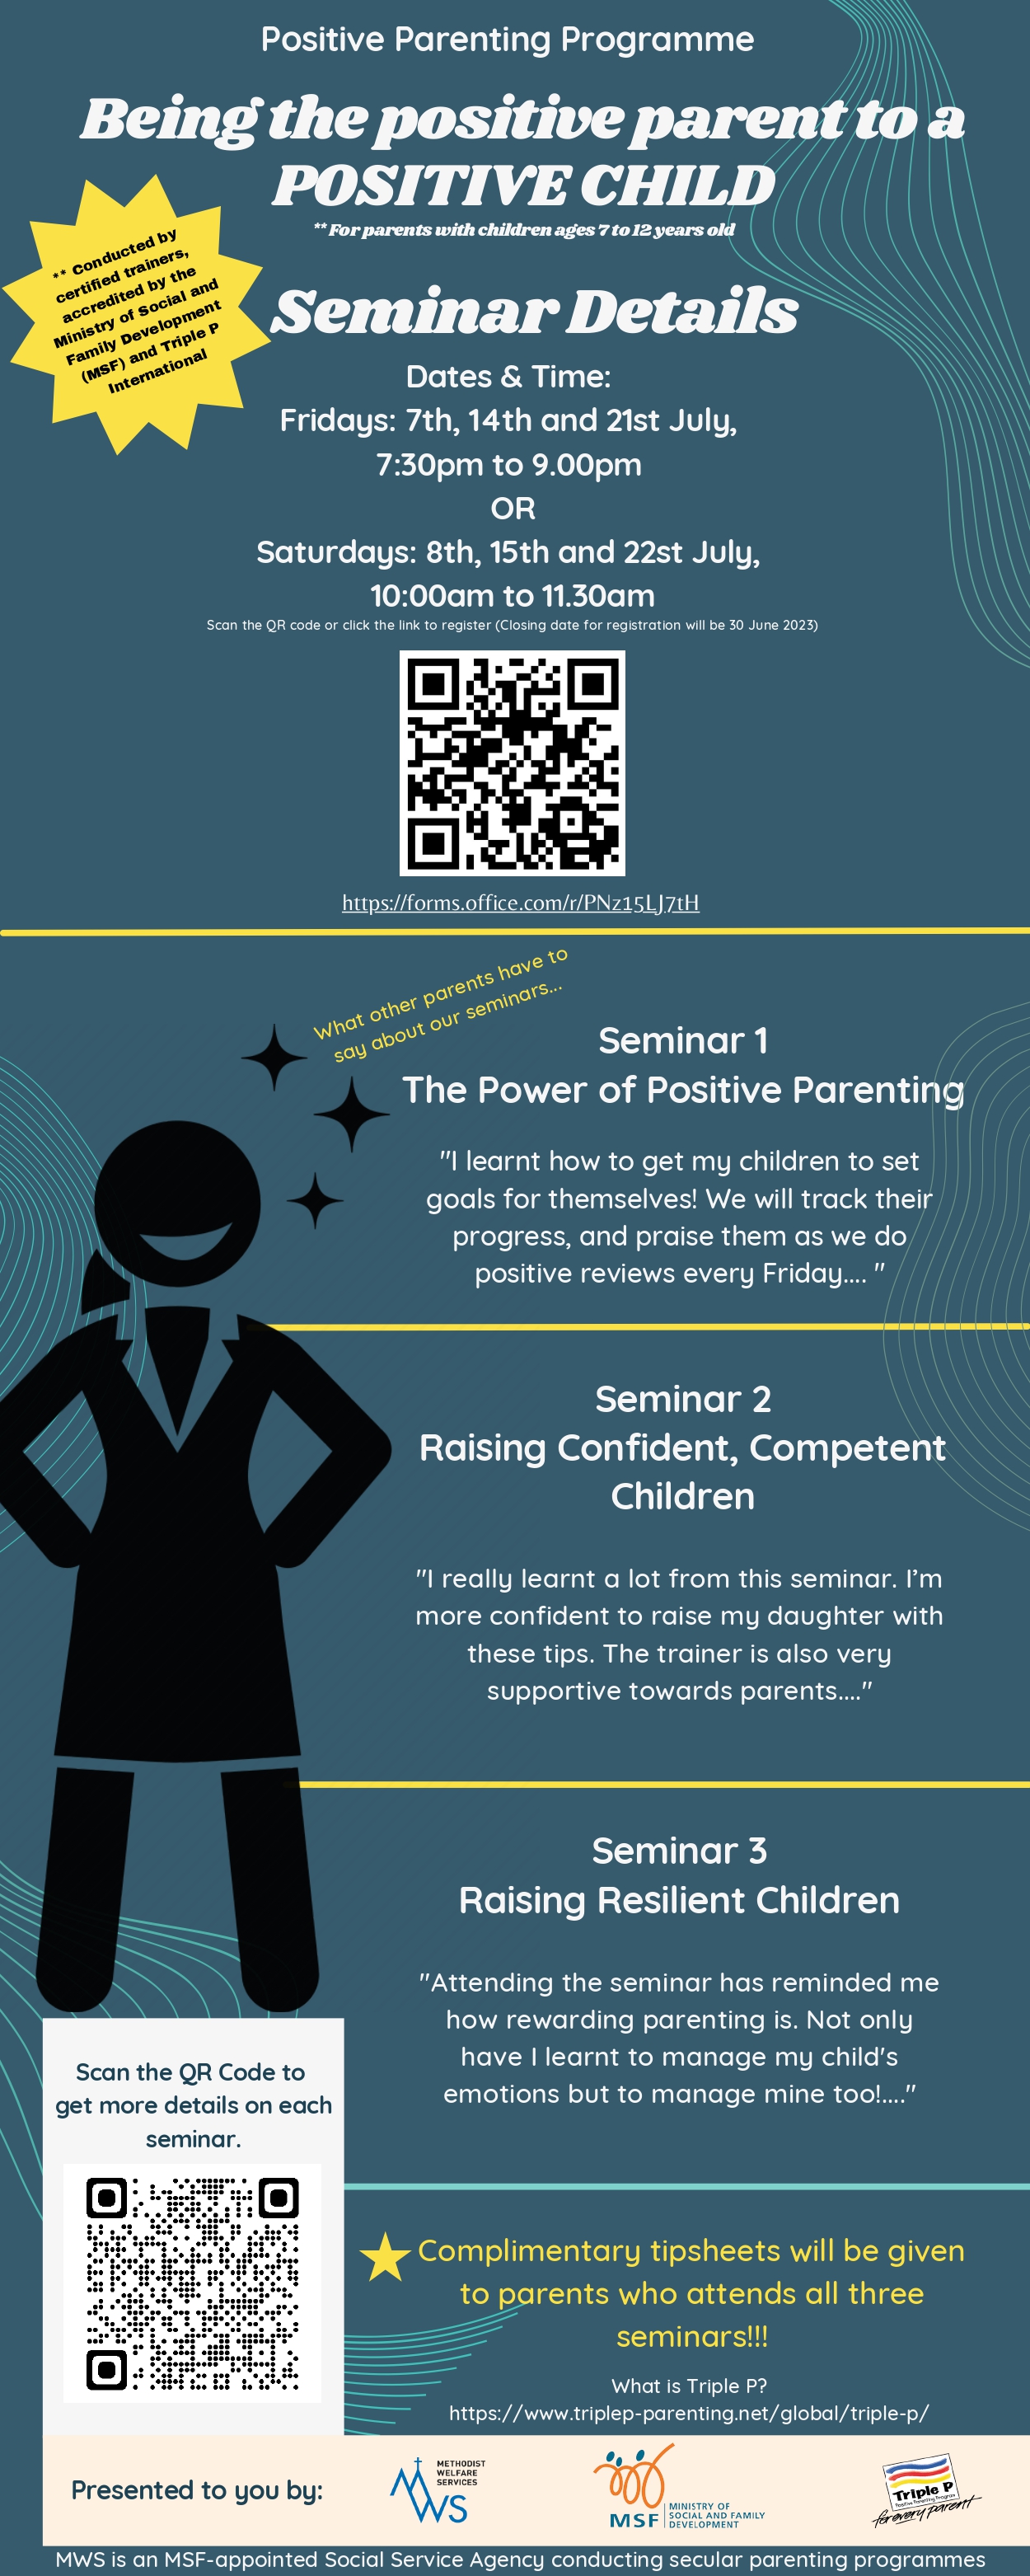 Positive Parenting Programme
Being the positive parent to a
POSITIVE CHILD
** For parents with children ages 7 to 12 years old
** Conducted by
certified trainers,
accredited by the
Ministry of Social and
Family Development
(MSF) and Triple P
International
Seminar Details
Dates & Time:
Fridays: 7th, 14th and 21st July,
7:30pm to 9.00pm
OR
Saturdays: 8th, 15th and 22st July,
10:00am to 11.30am
Scan the QR code or click the link to register (Closing date for registration will be 30 June 2023)
https://forms.office.com/r/PNz15LJ7tH
What other parents have to
say about our seminars...
Seminar 1
The Power of Positive Parenting
"I learnt how to get my children to set
goals for themselves! We will track their
progress, and praise them as we do
positive reviews every Friday.... "
Seminar 2
Raising Confident, Competent
Children
"I really learnt a lot from this seminar. I’m
more confident to raise my daughter with
these tips. The trainer is also very
supportive towards parents...."
Seminar 3
Raising Resilient Children
"Attending the seminar has reminded me
how rewarding parenting is. Not only
have I learnt to manage my child's
emotions but to manage mine too!...."
Scan the QR Code to
get more details on each
seminar.
Complimentary tipsheets will be given
to parents who attends all three
seminars!!!
What is Triple P?
https://www.triplep-parenting.net/global/triple-p/
Presented to you by:
METHODIST
WELFARE
SERVICES
MWS
MSF
MINISTRY OF
SOCIAL AND FAMILY
DEVELOPMENT
Triple P
Positive Parenting Program
for every parent
MWS is an MSF-appointed Social Service Agency conducting secular parenting programmes